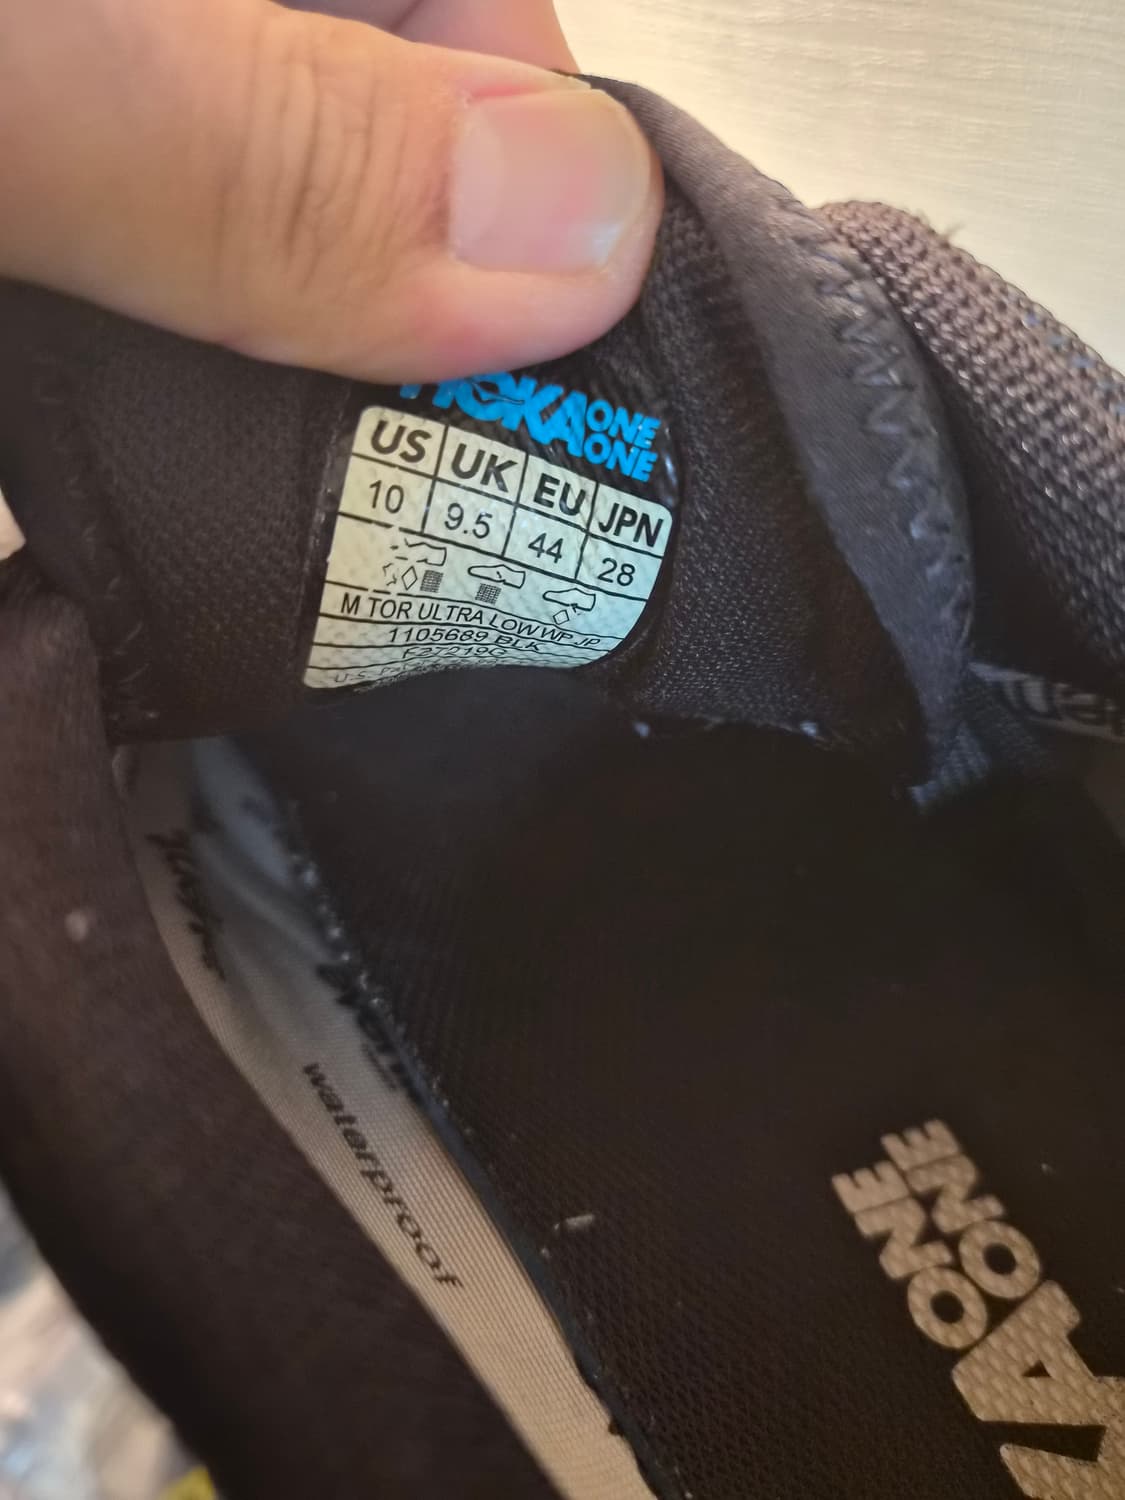 HOKA ONE ONE
US UK EU JPN
10 9.5 44 28
M TOR ULTRA LOW WP JP
1105689 BLK
F27219G
waterproof
ONE ONE